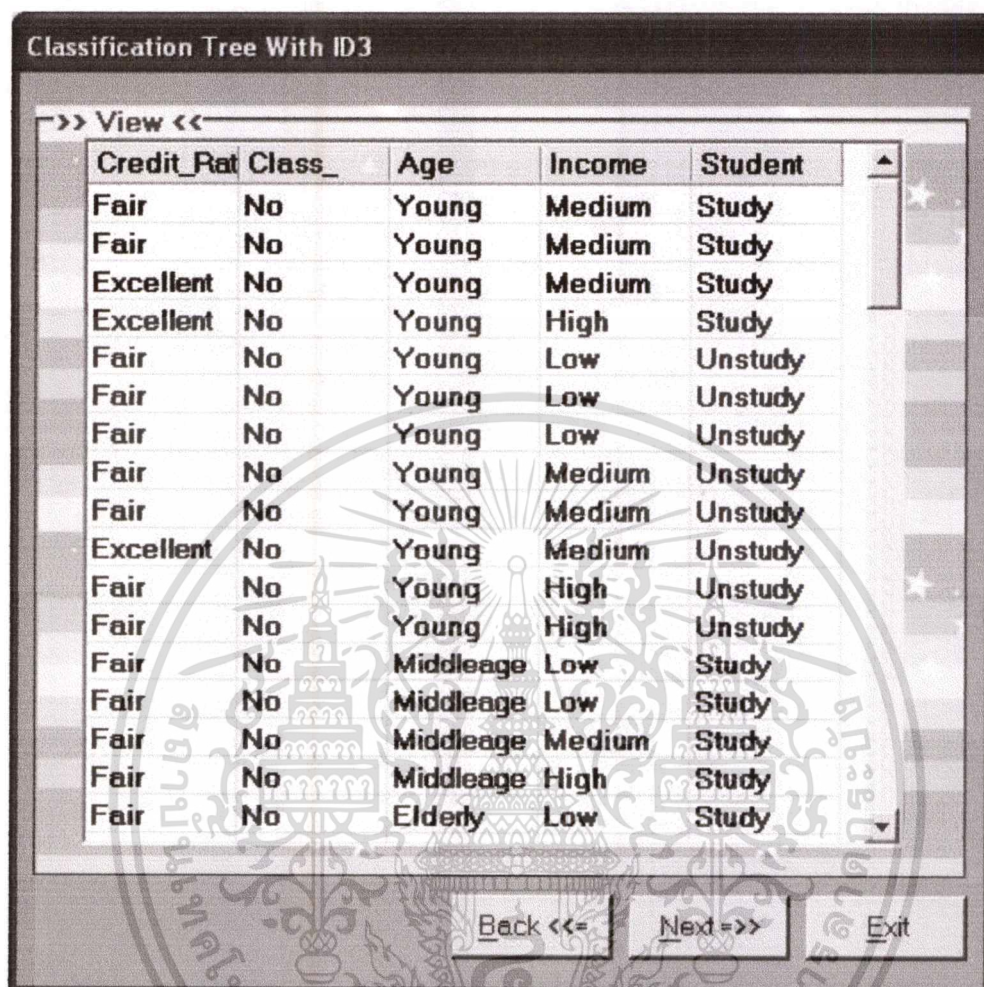 Classification Tree With ID3
>> View <<
Credit_Rat Class_ Age Income Student
Fair No Young Medium Study
Fair No Young Medium Study
Excellent No Young Medium Study
Excellent No Young High Study
Fair No Young Low Unstudy
Fair No Young Low Unstudy
Fair No Young Low Unstudy
Fair No Young Medium Unstudy
Fair No Young Medium Unstudy
Excellent No Young Medium Unstudy
Fair No Young High Unstudy
Fair No Young High Unstudy
Fair No Middleage Low Study
Fair No Middleage Low Study
Fair No Middleage Medium Study
Fair No Middleage High Study
Fair No Elderly Low Study
Back <<= Next =>> Exit